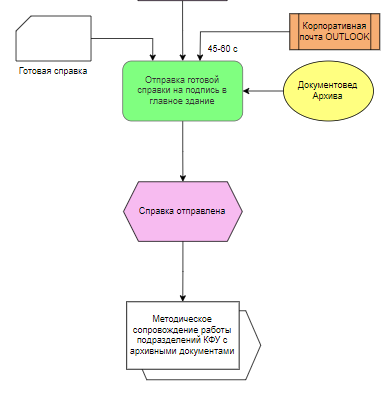 Корпоративная
почта OUTLOOK
45-60 с
Готовая справка
Отправка готовой
справки на подпись в
главное здание
Документовед
Архива
Справка отправлена
Методическое
сопровождение работы
подразделений КФУ с
архивными документами